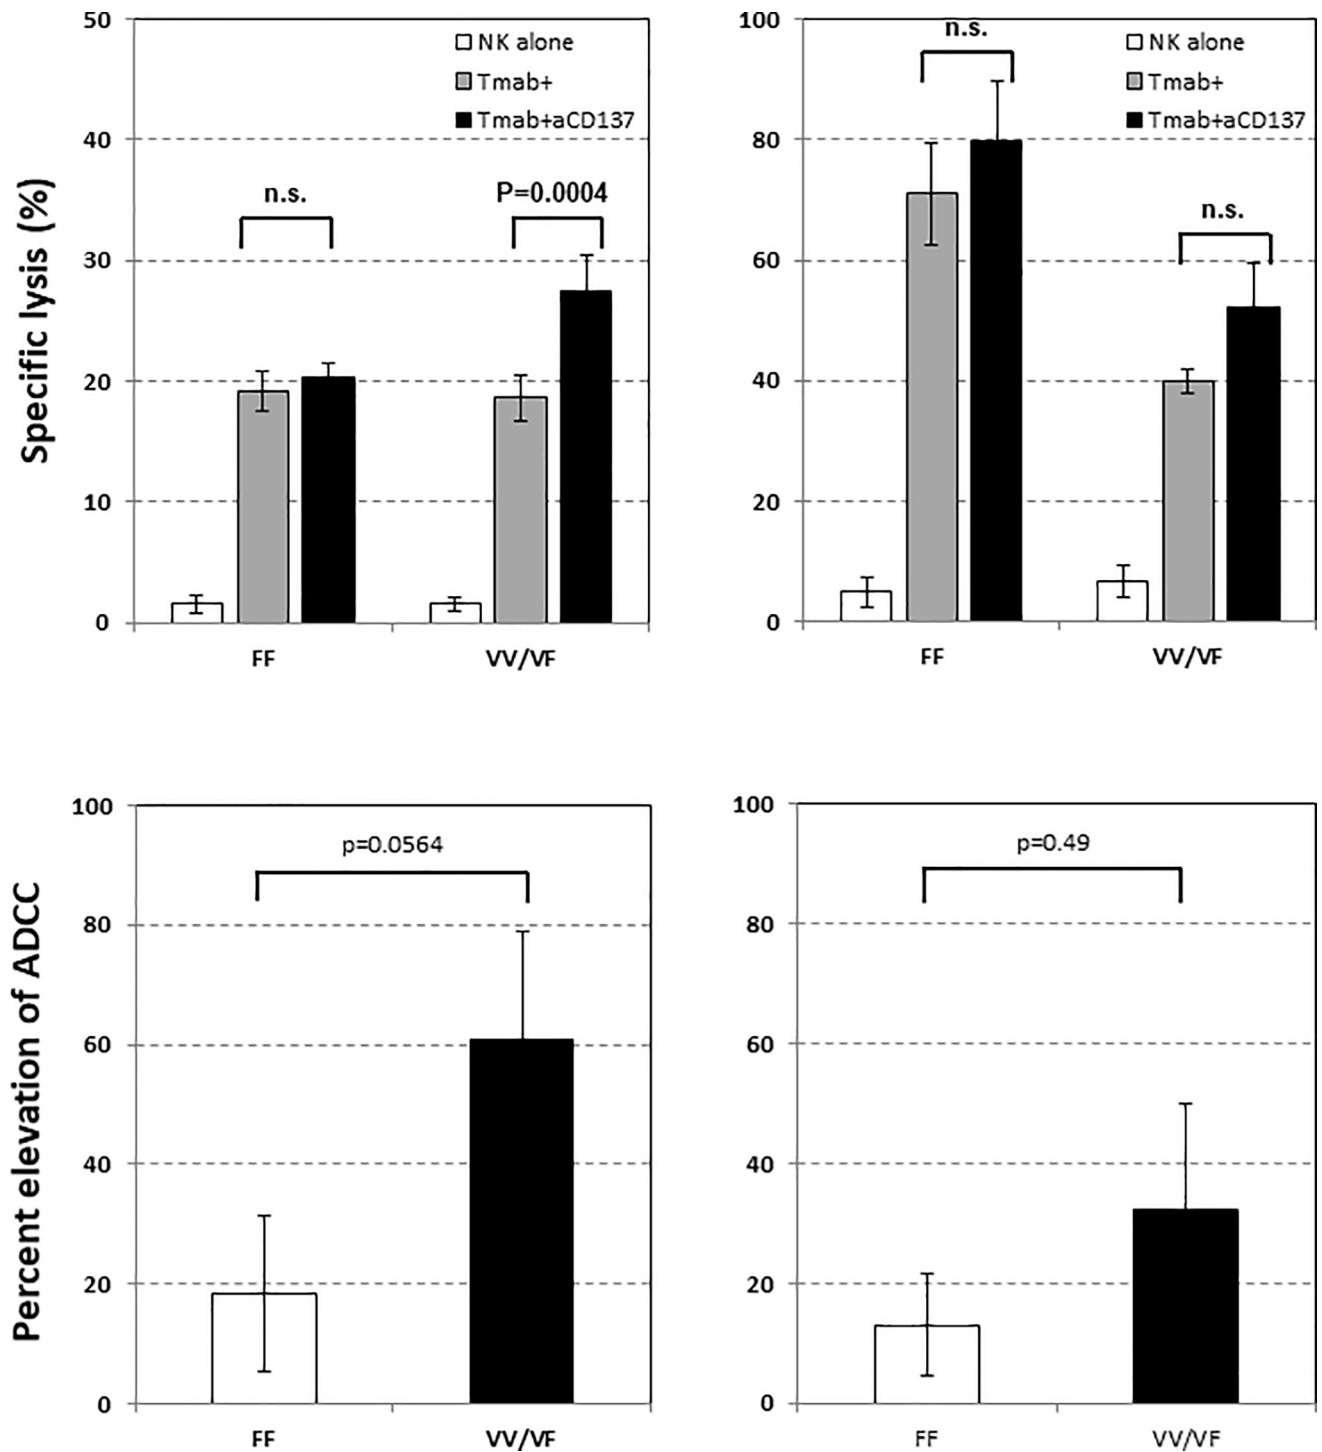 Specific lysis (%)
50
40
30
20
10
0
NK alone
Tmab+
Tmab+aCD137
n.s.
P=0.0004
FF
VV/VF
100
80
60
40
20
0
n.s.
NK alone
Tmab+
Tmab+aCD137
n.s.
FF
VV/VF
Percent elevation of ADCC
100
80
60
40
20
0
p=0.0564
FF
VV/VF
100
80
60
40
20
0
p=0.49
FF
VV/VF